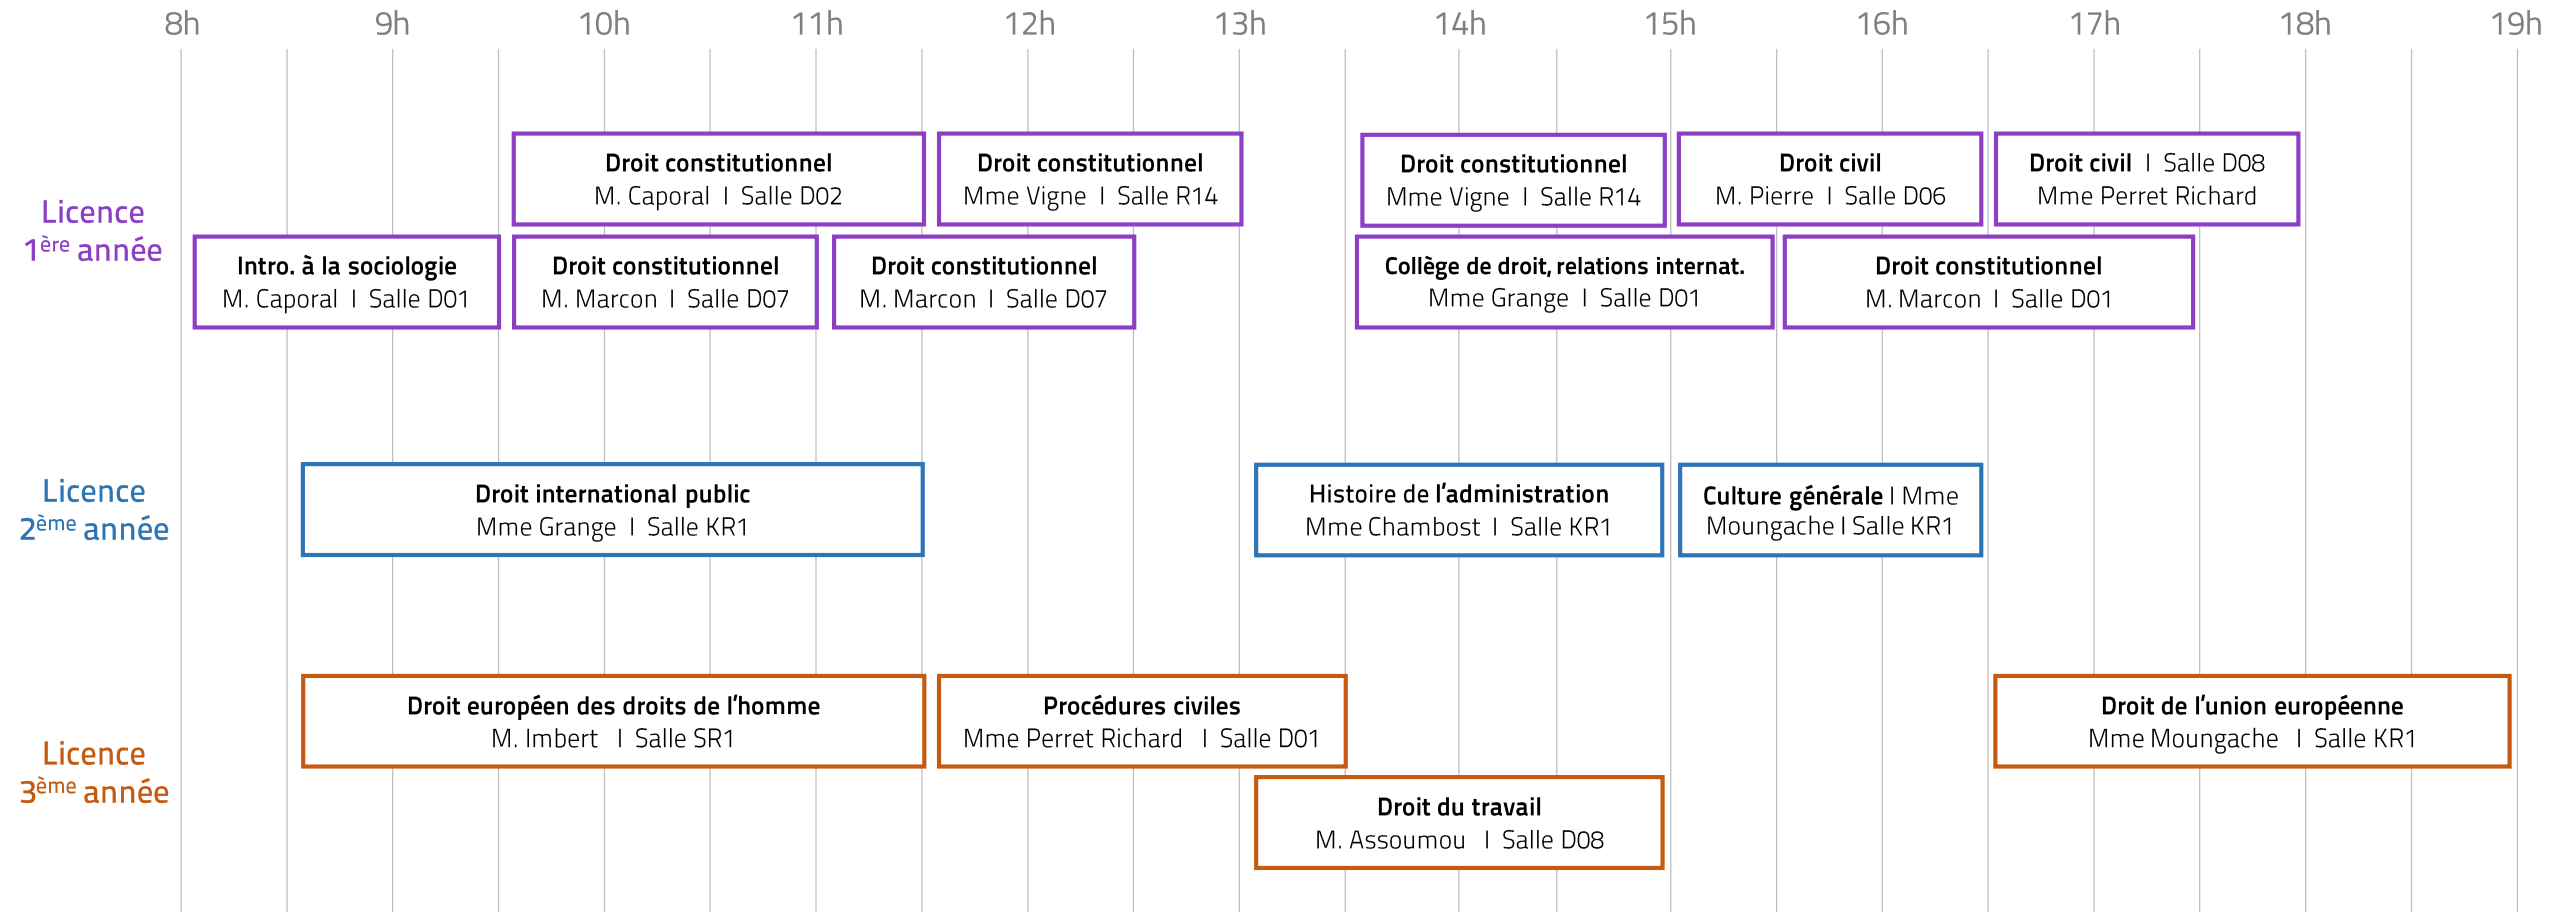 8h 9h 10h 11h 12h 13h 14h 15h 16h 17h 18h 19h
Licence
1ère année
Droit constitutionnel
M. Caporal | Salle D02
Droit constitutionnel
Mme Vigne | Salle R14
Droit constitutionnel
Mme Vigne | Salle R14
Droit civil
M. Pierre | Salle D06
Droit civil | Salle D08
Mme Perret Richard
Intro. à la sociologie
M. Caporal | Salle D01
Droit constitutionnel
M. Marcon | Salle D07
Droit constitutionnel
M. Marcon | Salle D07
Collège de droit, relations internat.
Mme Grange | Salle D01
Droit constitutionnel
M. Marcon | Salle D01
Licence
2ème année
Droit international public
Mme Grange | Salle KR1
Histoire de l'administration
Mme Chambost | Salle KR1
Culture générale | Mme
Moungache | Salle KR1
Licence
3ème année
Droit européen des droits de l'homme
M. Imbert | Salle SR1
Procédures civiles
Mme Perret Richard | Salle D01
Droit de l'union européenne
Mme Moungache | Salle KR1
Droit du travail
M. Assoumou | Salle D08